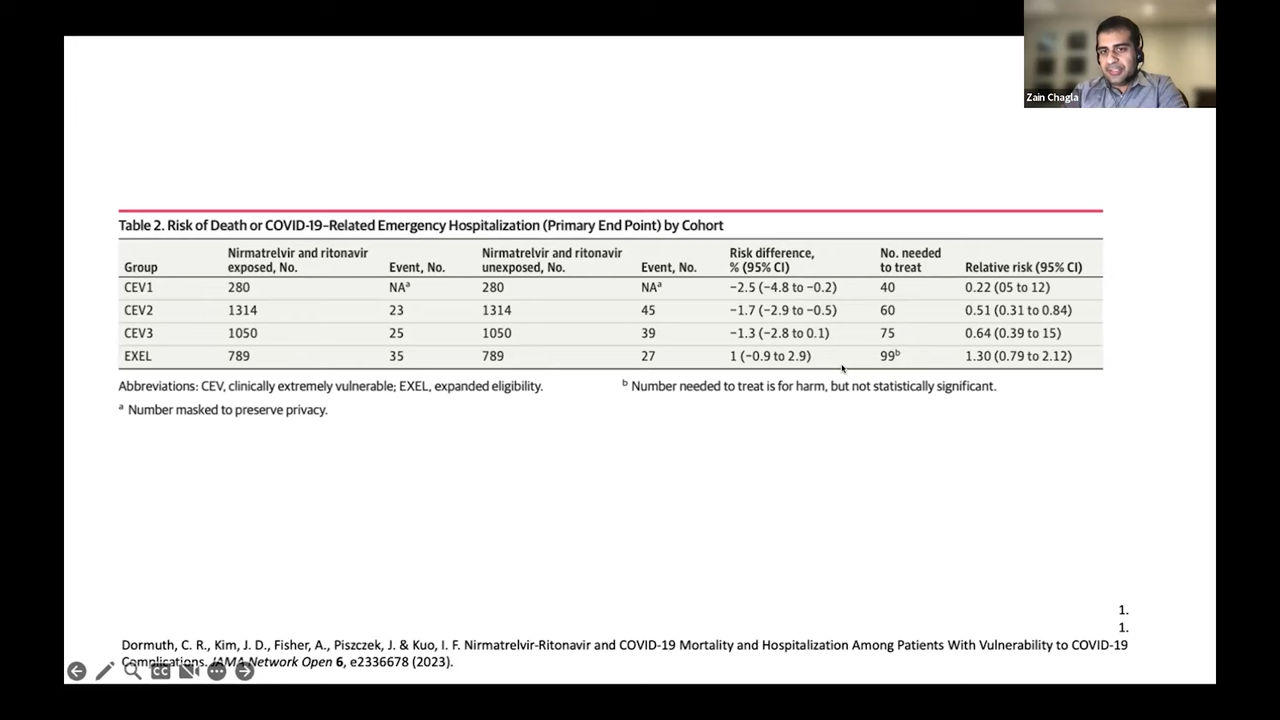 Zain Chagla
Table 2. Risk of Death or COVID-19–Related Emergency Hospitalization (Primary End Point) by Cohort
Group Nirmatrelvir and ritonavir exposed, No. Event, No. Nirmatrelvir and ritonavir unexposed, No. Event, No. Risk difference, % (95% CI) No. needed to treat Relative risk (95% CI)
CEV1 280 NAᵃ 280 NAᵃ −2.5 (−4.8 to −0.2) 40 0.22 (05 to 12)
CEV2 1314 23 1314 45 −1.7 (−2.9 to −0.5) 60 0.51 (0.31 to 0.84)
CEV3 1050 25 1050 39 −1.3 (−2.8 to 0.1) 75 0.64 (0.39 to 15)
EXEL 789 35 789 27 1 (−0.9 to 2.9) 99ᵇ 1.30 (0.79 to 2.12)
Abbreviations: CEV, clinically extremely vulnerable; EXEL, expanded eligibility.
ᵃ Number masked to preserve privacy.
ᵇ Number needed to treat is for harm, but not statistically significant.
1.
1.
Dormuth, C. R., Kim, J. D., Fisher, A., Piszczek, J. & Kuo, I. F. Nirmatrelvir-Ritonavir and COVID-19 Mortality and Hospitalization Among Patients With Vulnerability to COVID-19
Complications. JAMA Network Open 6, e2336678 (2023).